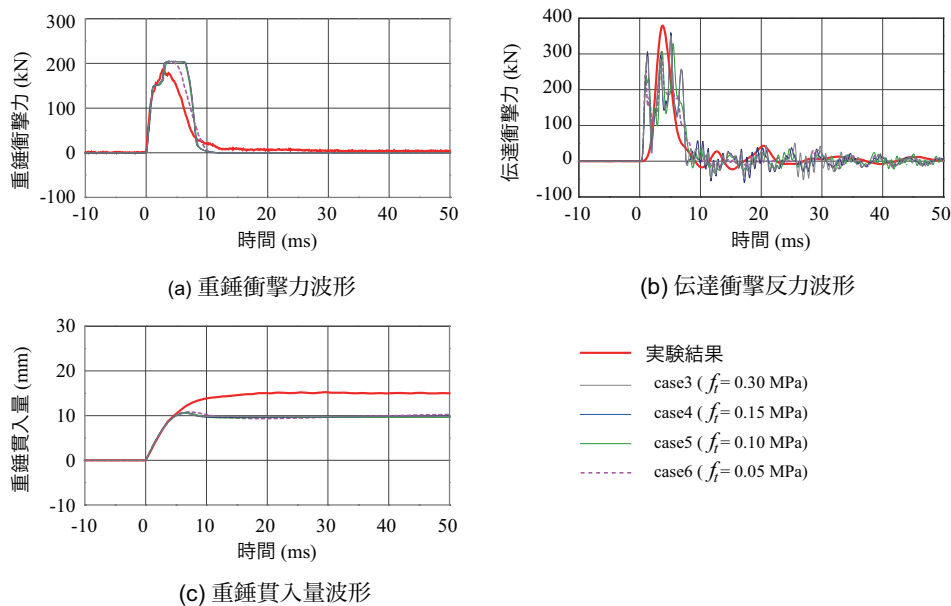 300
200
100
0
-100
-10 0 10 20 30 40 50
重錘衝撃力 (kN)
時間 (ms)
(a) 重錘衝撃力波形
400
300
200
100
0
-100
-10 0 10 20 30 40 50
伝達衝撃力 (kN)
時間 (ms)
(b) 伝達衝撃反力波形
30
20
10
0
-10
-10 0 10 20 30 40 50
重錘貫入量 (mm)
時間 (ms)
(c) 重錘貫入量波形
実験結果
case3 ( ft = 0.30 MPa)
case4 ( ft = 0.15 MPa)
case5 ( ft = 0.10 MPa)
case6 ( ft = 0.05 MPa)